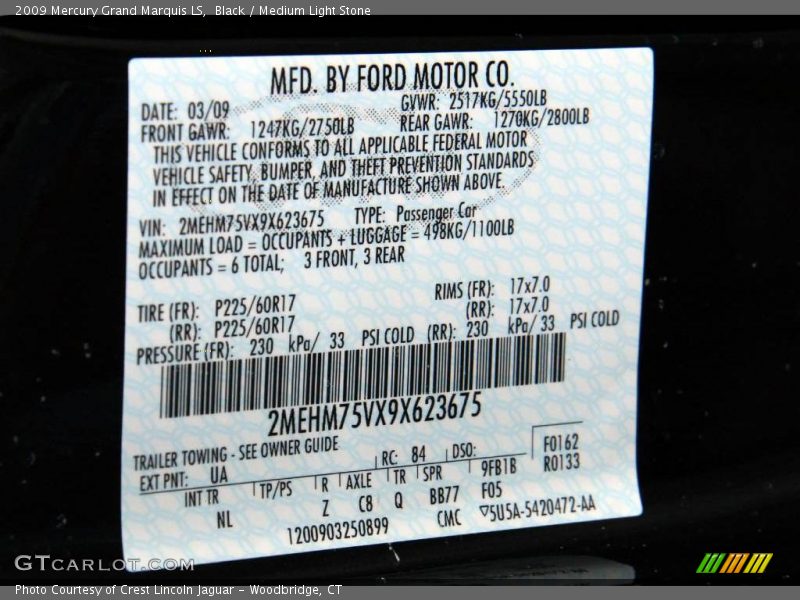 2009 Mercury Grand Marquis LS,  Black / Medium Light Stone
MFD. BY FORD MOTOR CO.
DATE: 03/09 GVWR: 2517KG/5550LB
FRONT GAWR: 1247KG/2750LB REAR GAWR: 1270KG/2800LB
THIS VEHICLE CONFORMS TO ALL APPLICABLE FEDERAL MOTOR
VEHICLE SAFETY, BUMPER, AND THEFT PREVENTION STANDARDS
IN EFFECT ON THE DATE OF MANUFACTURE SHOWN ABOVE.
VIN: 2MEHM75VX9X623675 TYPE: Passenger Car
MAXIMUM LOAD = OCCUPANTS + LUGGAGE = 498KG/1100LB
OCCUPANTS = 6 TOTAL; 3 FRONT, 3 REAR
TIRE (FR): P225/60R17 RIMS (FR): 17x7.0
(RR): P225/60R17 (RR): 17x7.0
PRESSURE (FR): 230 kPa/ 33 PSI COLD (RR): 230 kPa/ 33 PSI COLD
2MEHM75VX9X623675
TRAILER TOWING - SEE OWNER GUIDE
EXT PNT: UA RC: 84 DSO: F0162
INT TR TP/PS R AXLE TR SPR 9FB1B R0133
NL Z C8 Q BB77 F05
1200903250899 CMC ▽5U5A-5420472-AA
GTCARLOT.COM
Photo Courtesy of Crest Lincoln Jaguar – Woodbridge, CT